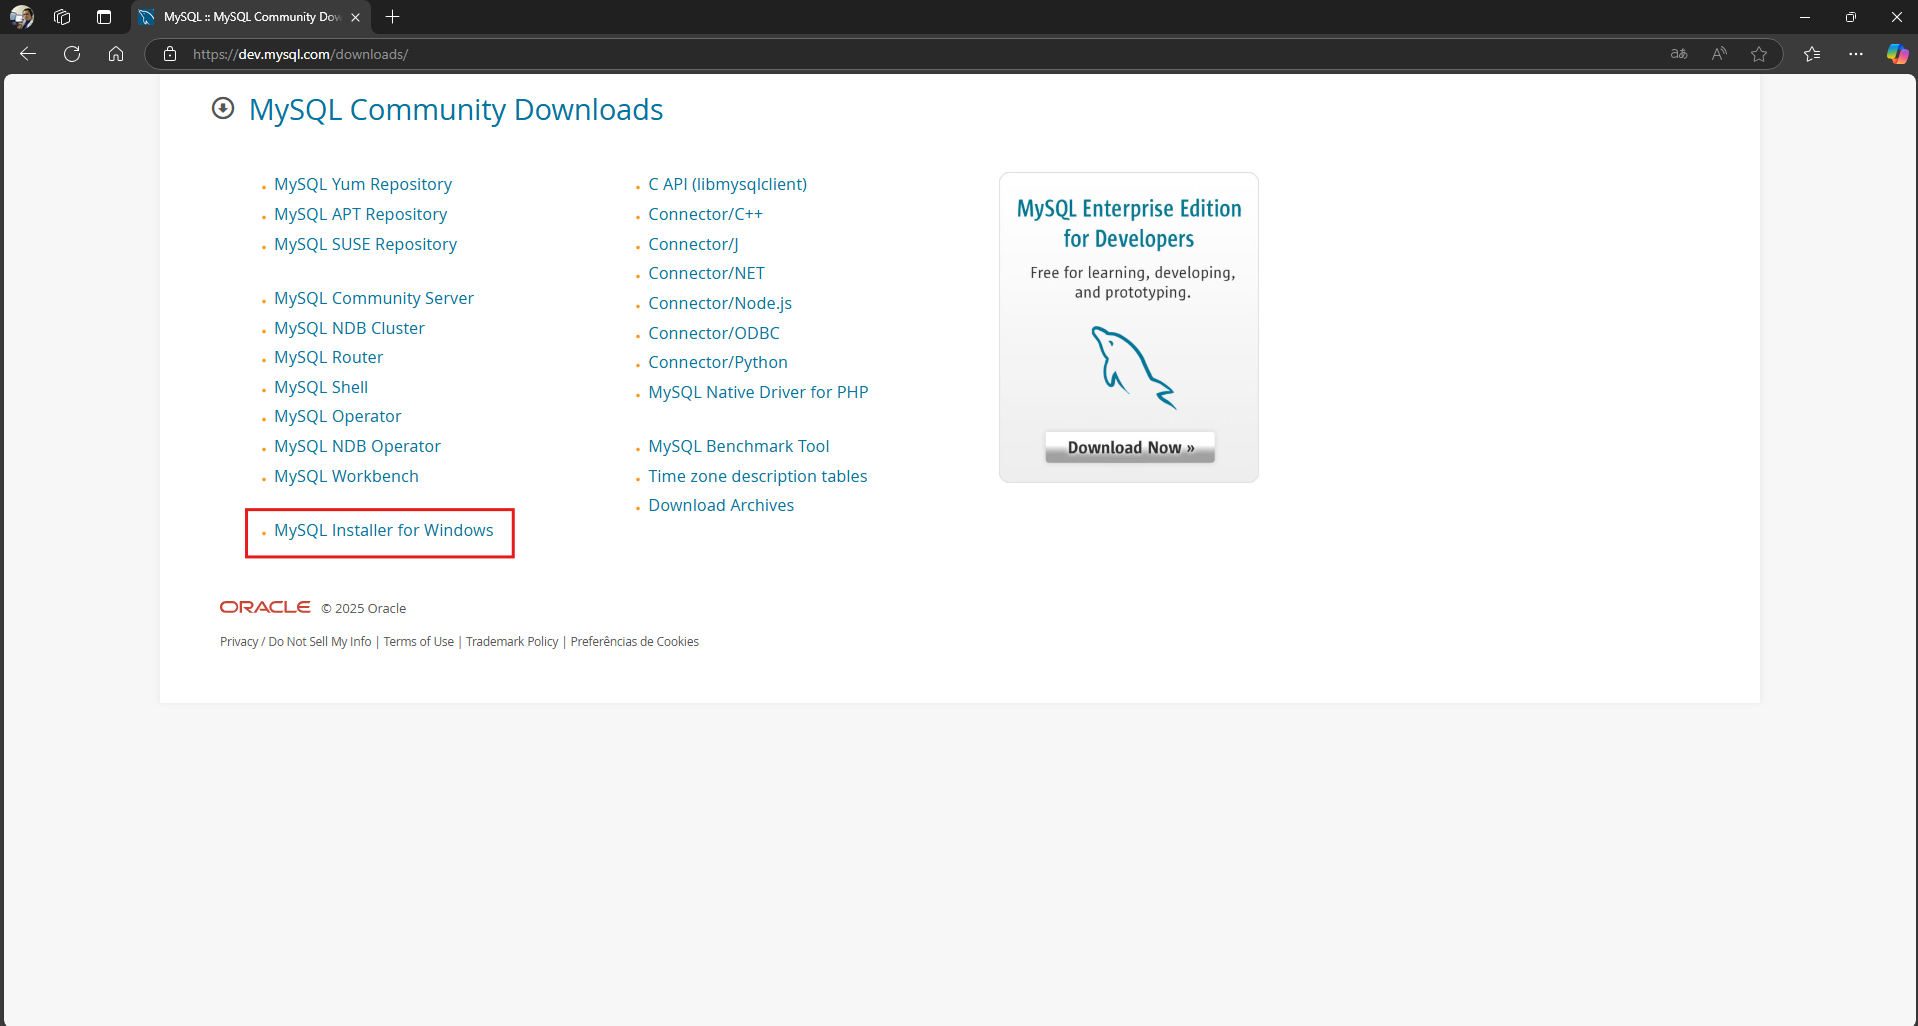 MySQL :: MySQL Community Dow
https://dev.mysql.com/downloads/
MySQL Community Downloads
MySQL Yum Repository
MySQL APT Repository
MySQL SUSE Repository
MySQL Community Server
MySQL NDB Cluster
MySQL Router
MySQL Shell
MySQL Operator
MySQL NDB Operator
MySQL Workbench
MySQL Installer for Windows
C API (libmysqlclient)
Connector/C++
Connector/J
Connector/NET
Connector/Node.js
Connector/ODBC
Connector/Python
MySQL Native Driver for PHP
MySQL Benchmark Tool
Time zone description tables
Download Archives
MySQL Enterprise Edition
for Developers
Free for learning, developing,
and prototyping.
Download Now »
ORACLE © 2025 Oracle
Privacy / Do Not Sell My Info | Terms of Use | Trademark Policy | Preferências de Cookies